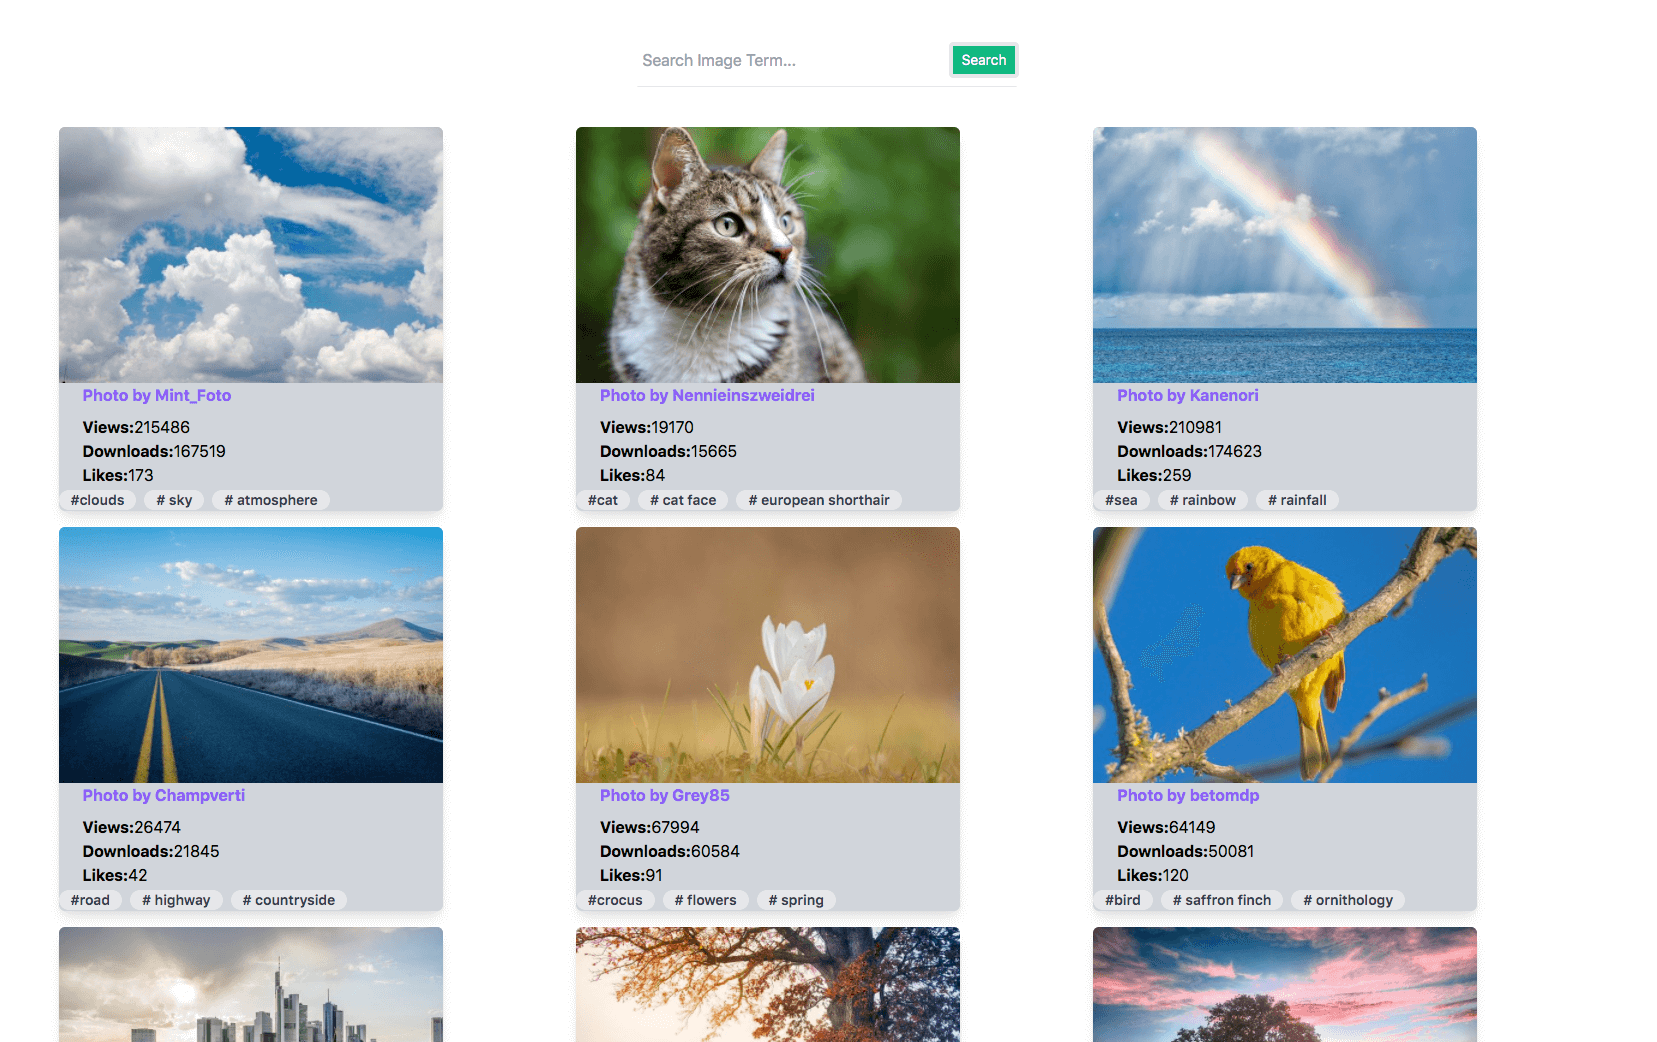 Search Image Term...
Search
Photo by Mint_Foto
Views:215486
Downloads:167519
Likes:173
#clouds # sky # atmosphere
Photo by Nennieinszweidrei
Views:19170
Downloads:15665
Likes:84
#cat # cat face # european shorthair
Photo by Kanenori
Views:210981
Downloads:174623
Likes:259
#sea # rainbow # rainfall
Photo by Champverti
Views:26474
Downloads:21845
Likes:42
#road # highway # countryside
Photo by Grey85
Views:67994
Downloads:60584
Likes:91
#crocus # flowers # spring
Photo by betomdp
Views:64149
Downloads:50081
Likes:120
#bird # saffron finch # ornithology